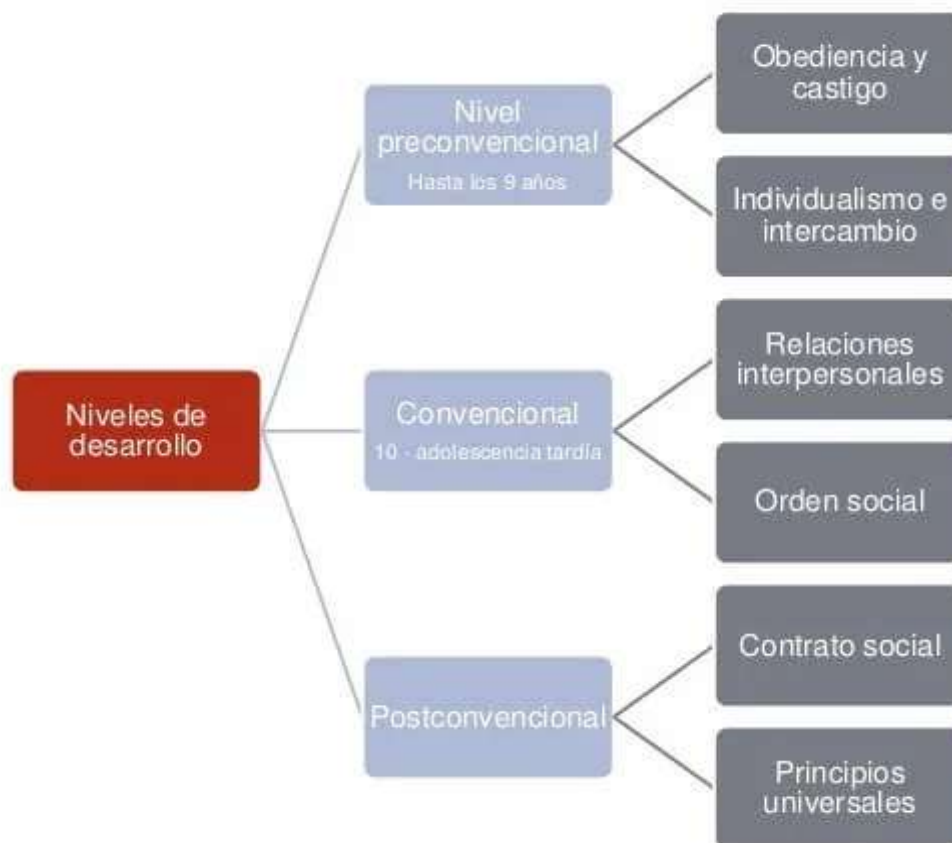 Niveles de
desarrollo
Nivel
preconvencional
Hasta los 9 años
Obediencia y
castigo
Individualismo e
intercambio
Convencional
10 - adolescencia tardía
Relaciones
interpersonales
Orden social
Postconvencional
Contrato social
Principios
universales